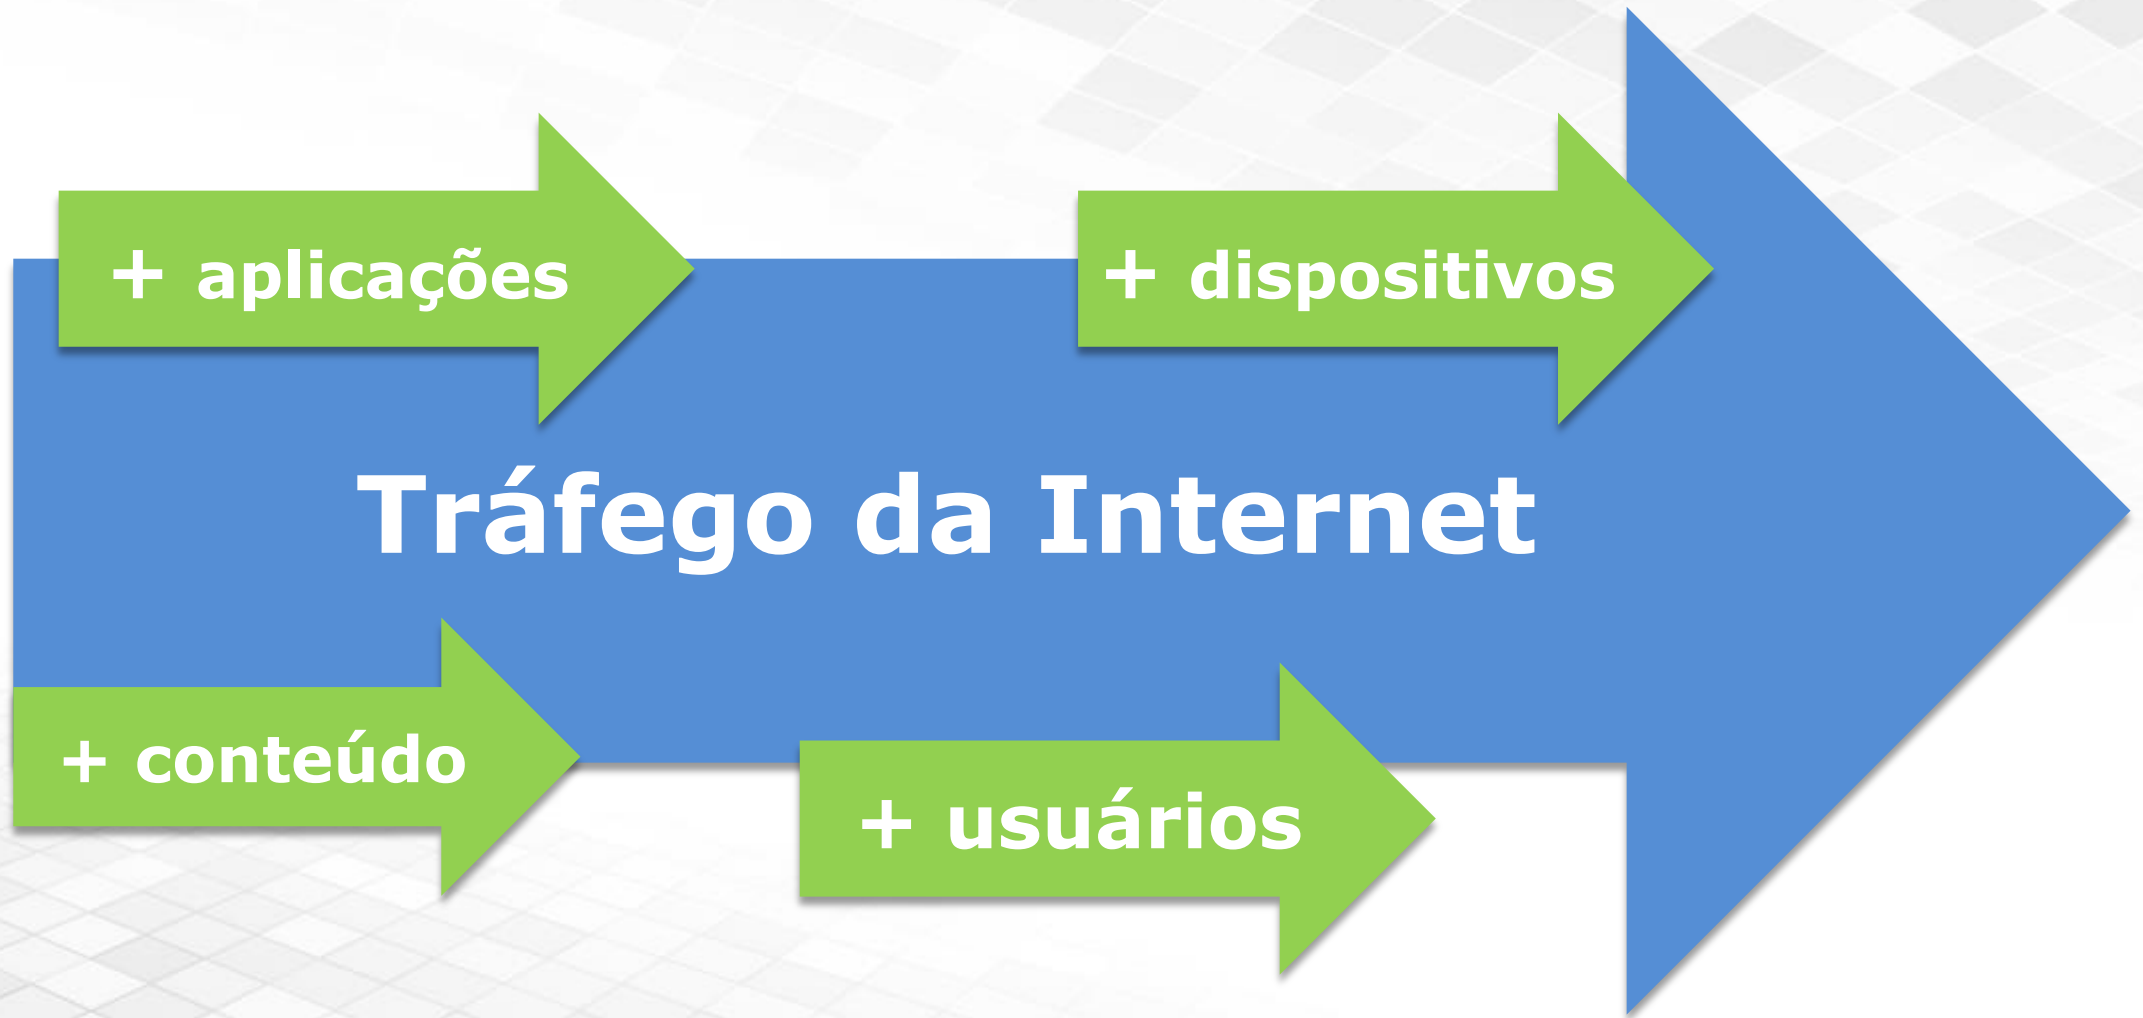 + aplicações
+ dispositivos
Tráfego da Internet
+ conteúdo
+ usuários